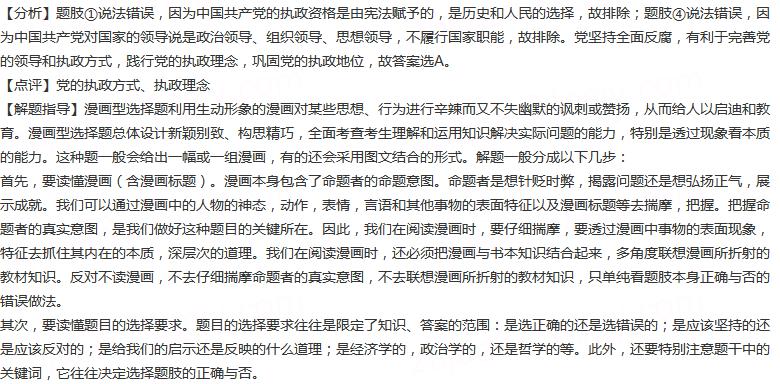 【分析】题肢①说法错误，因为中国共产党的执政资格是由宪法赋予的，是历史和人民的选择，故排除；题肢④说法错误，因
为中国共产党对国家的领导说是政治领导、组织领导、思想领导，不履行国家职能，故排除。党坚持全面反腐，有利于完善党
的领导和执政方式，践行党的执政理念，巩固党的执政地位，故答案选A。
【点评】党的执政方式、执政理念
【解题指导】漫画型选择题利用生动形象的漫画对某些思想、行为进行辛辣而又不失幽默的讽刺或赞扬，从而给人以启迪和教
育。漫画型选择题总体设计新颖别致、构思精巧，全面考查考生理解和运用知识解决实际问题的能力，特别是透过现象看本质
的能力。这种题一般会给出一幅或一组漫画，有的还会采用图文结合的形式。解题一般分成以下几步：
首先，要读懂漫画（含漫画标题）。漫画本身包含了命题者的命题意图。命题者是想针贬时弊，揭露问题还是想弘扬正气，展
示成就。我们可以通过漫画中的人物的神态，动作，表情，言语和其他事物的表面特征以及漫画标题等去揣摩，把握。把握命
题者的真实意图，是我们做好这种题目的关键所在。因此，我们在阅读漫画时，要仔细揣摩，要透过漫画中事物的表面现象，
特征去抓住其内在的本质，深层次的道理。我们在阅读漫画时，还必须把漫画与书本知识结合起来，多角度联想漫画所折射的
教材知识。反对不读漫画，不去仔细揣摩命题者的真实意图，不去联想漫画所折射的教材知识，只单纯看题肢本身正确与否的
错误做法。
其次，要读懂题目的选择要求。题目的选择要求往往是限定了知识、答案的范围：是选正确的还是选错误的；是应该坚持的还
是应该反对的；是给我们的启示还是反映的什么道理；是经济学的，政治学的，还是哲学的等。此外，还要特别注意题干中的
关键词，它往往决定选择题肢的正确与否。